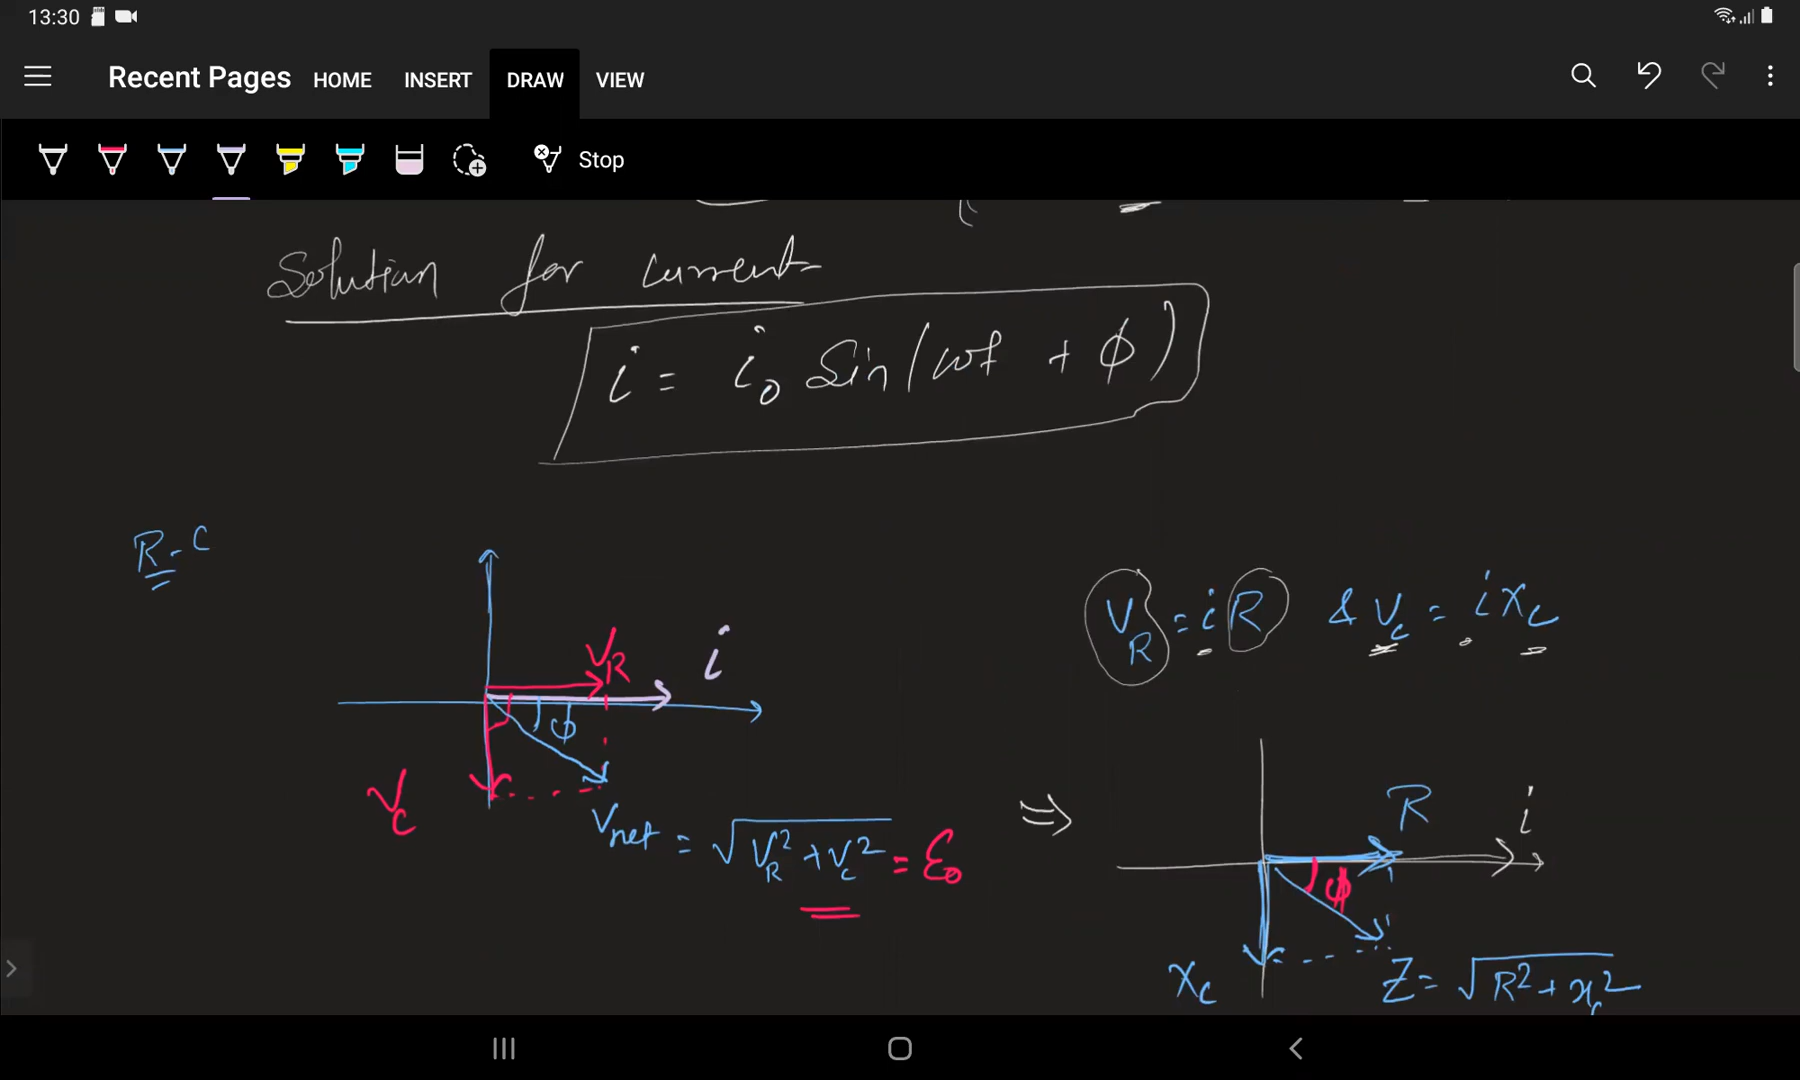 13:30
Recent Pages HOME INSERT DRAW VIEW
Stop
Solution for current
i = i₀ Sin(ωt + ϕ)
R-C
V_R = iR & V_c = iX_c
V_R i
ϕ
V_c
V_net = √(V_R² + V_c²) = ε₀
⇒
R i
ϕ
X_c
Z = √(R² + x_c²)